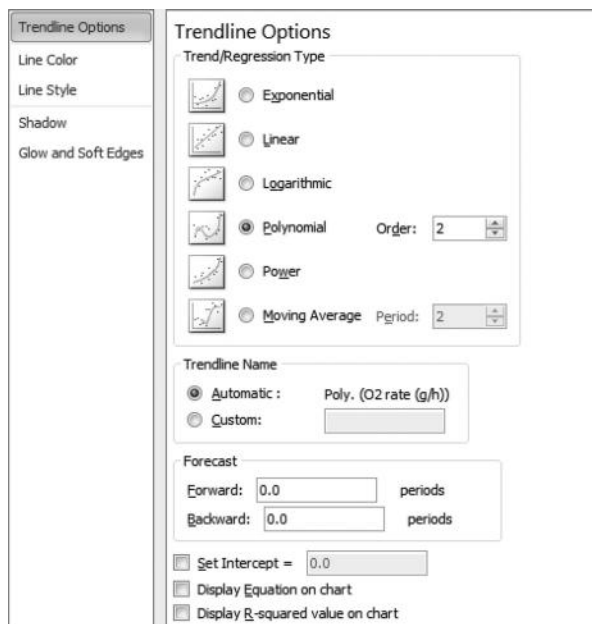 Trendline Options
Line Color
Line Style
Shadow
Glow and Soft Edges
Trendline Options
Trend/Regression Type
Exponential
Linear
Logarithmic
Polynomial Order: 2
Power
Moving Average Period: 2
Trendline Name
Automatic : Poly. (O2 rate (g/h))
Custom:
Forecast
Forward: 0.0 periods
Backward: 0.0 periods
Set Intercept = 0.0
Display Equation on chart
Display R-squared value on chart